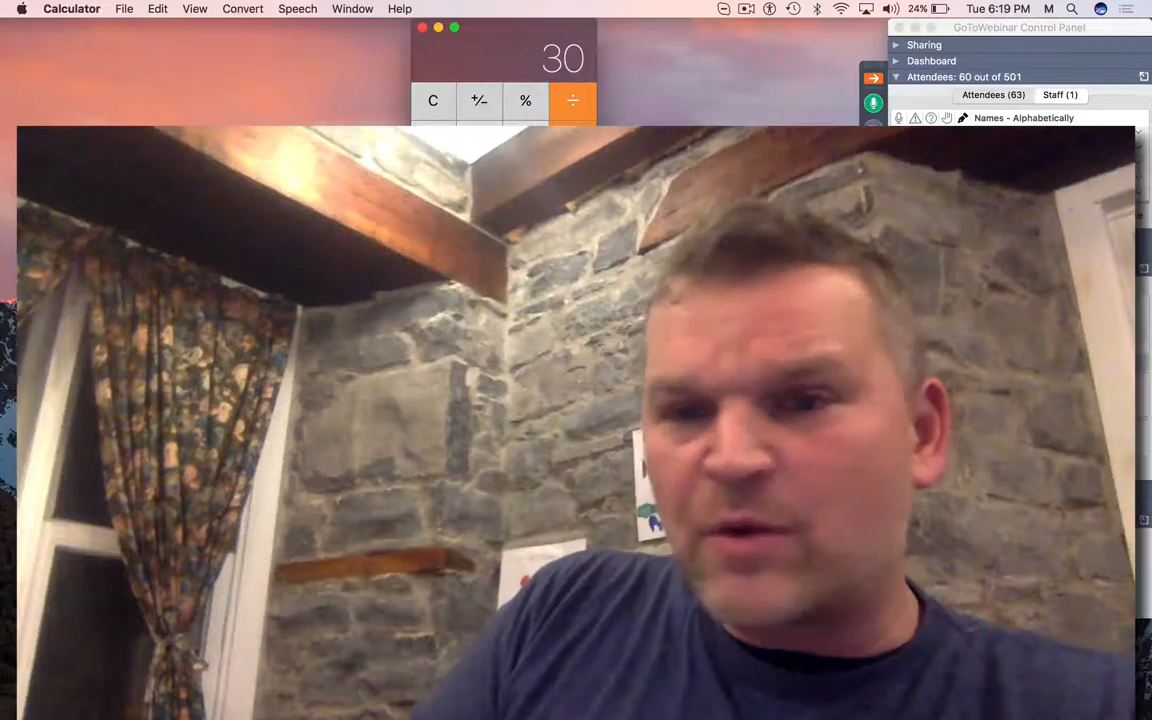 Calculator File Edit View Convert Speech Window Help 24% Tue 6:19 PM M
GoToWebinar Control Panel
30
Sharing
Dashboard
Attendees: 60 out of 501
C +/- % ÷
Attendees (63) Staff (1)
Names - Alphabetically